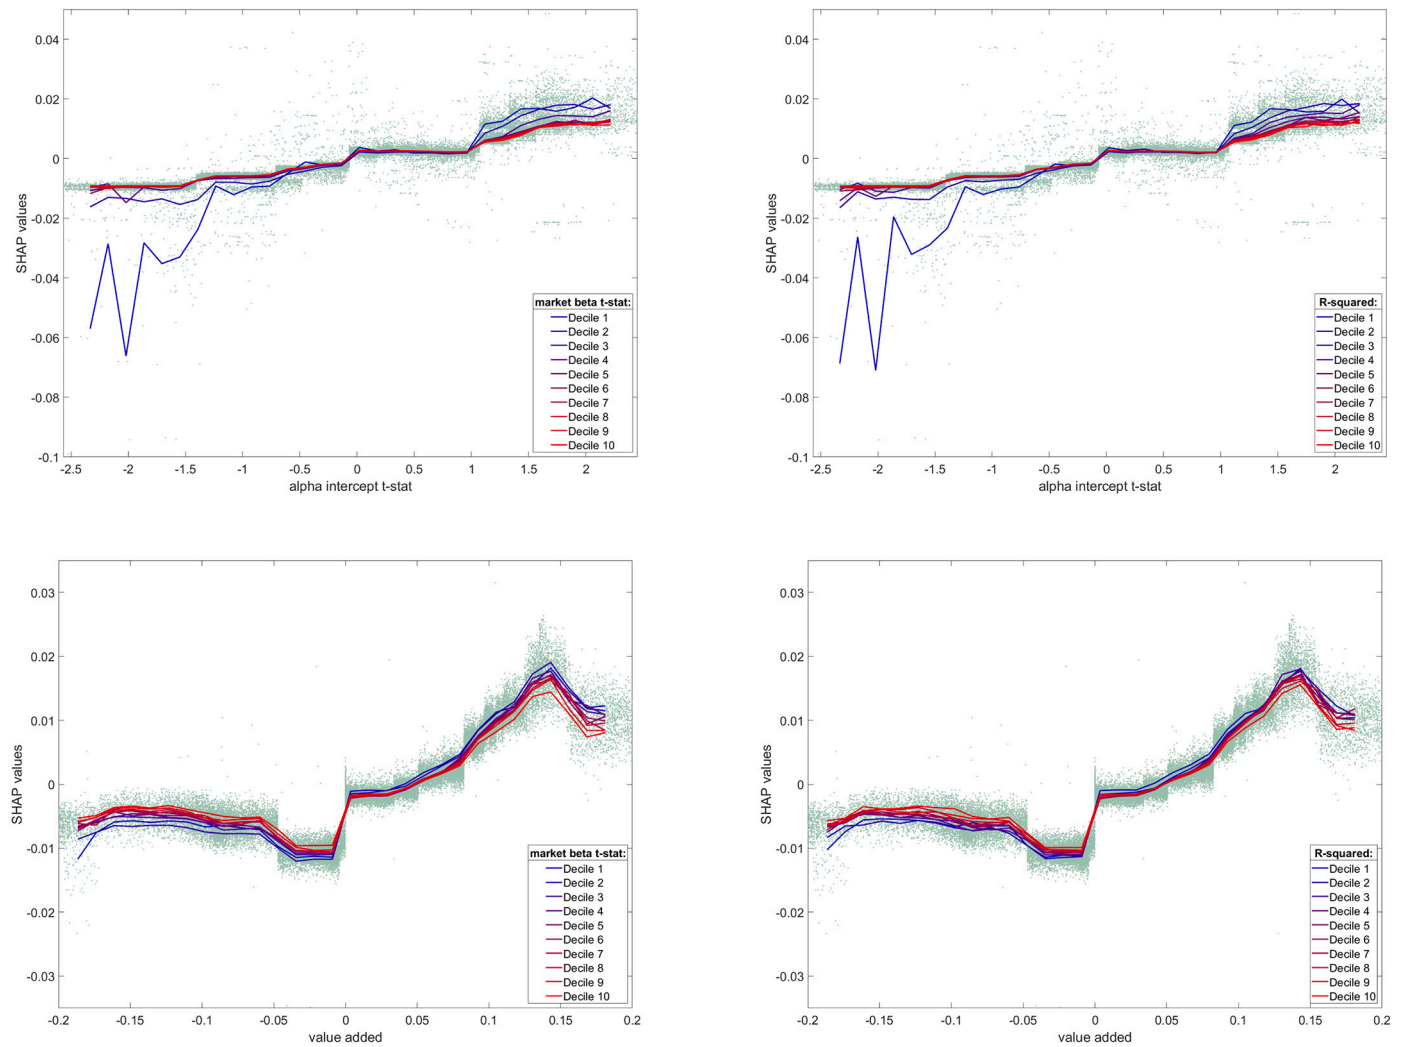 0.04
0.02
0
-0.02
-0.04
-0.06
-0.08
-0.1
SHAP values
-2.5 -2 -1.5 -1 -0.5 0 0.5 1 1.5 2
alpha intercept t-stat
market beta t-stat:
Decile 1
Decile 2
Decile 3
Decile 4
Decile 5
Decile 6
Decile 7
Decile 8
Decile 9
Decile 10
0.04
0.02
0
-0.02
-0.04
-0.06
-0.08
-0.1
SHAP values
-2.5 -2 -1.5 -1 -0.5 0 0.5 1 1.5 2
alpha intercept t-stat
R-squared:
Decile 1
Decile 2
Decile 3
Decile 4
Decile 5
Decile 6
Decile 7
Decile 8
Decile 9
Decile 10
0.03
0.02
0.01
0
-0.01
-0.02
-0.03
SHAP values
-0.2 -0.15 -0.1 -0.05 0 0.05 0.1 0.15 0.2
value added
market beta t-stat:
Decile 1
Decile 2
Decile 3
Decile 4
Decile 5
Decile 6
Decile 7
Decile 8
Decile 9
Decile 10
0.03
0.02
0.01
0
-0.01
-0.02
-0.03
SHAP values
-0.2 -0.15 -0.1 -0.05 0 0.05 0.1 0.15 0.2
value added
R-squared:
Decile 1
Decile 2
Decile 3
Decile 4
Decile 5
Decile 6
Decile 7
Decile 8
Decile 9
Decile 10